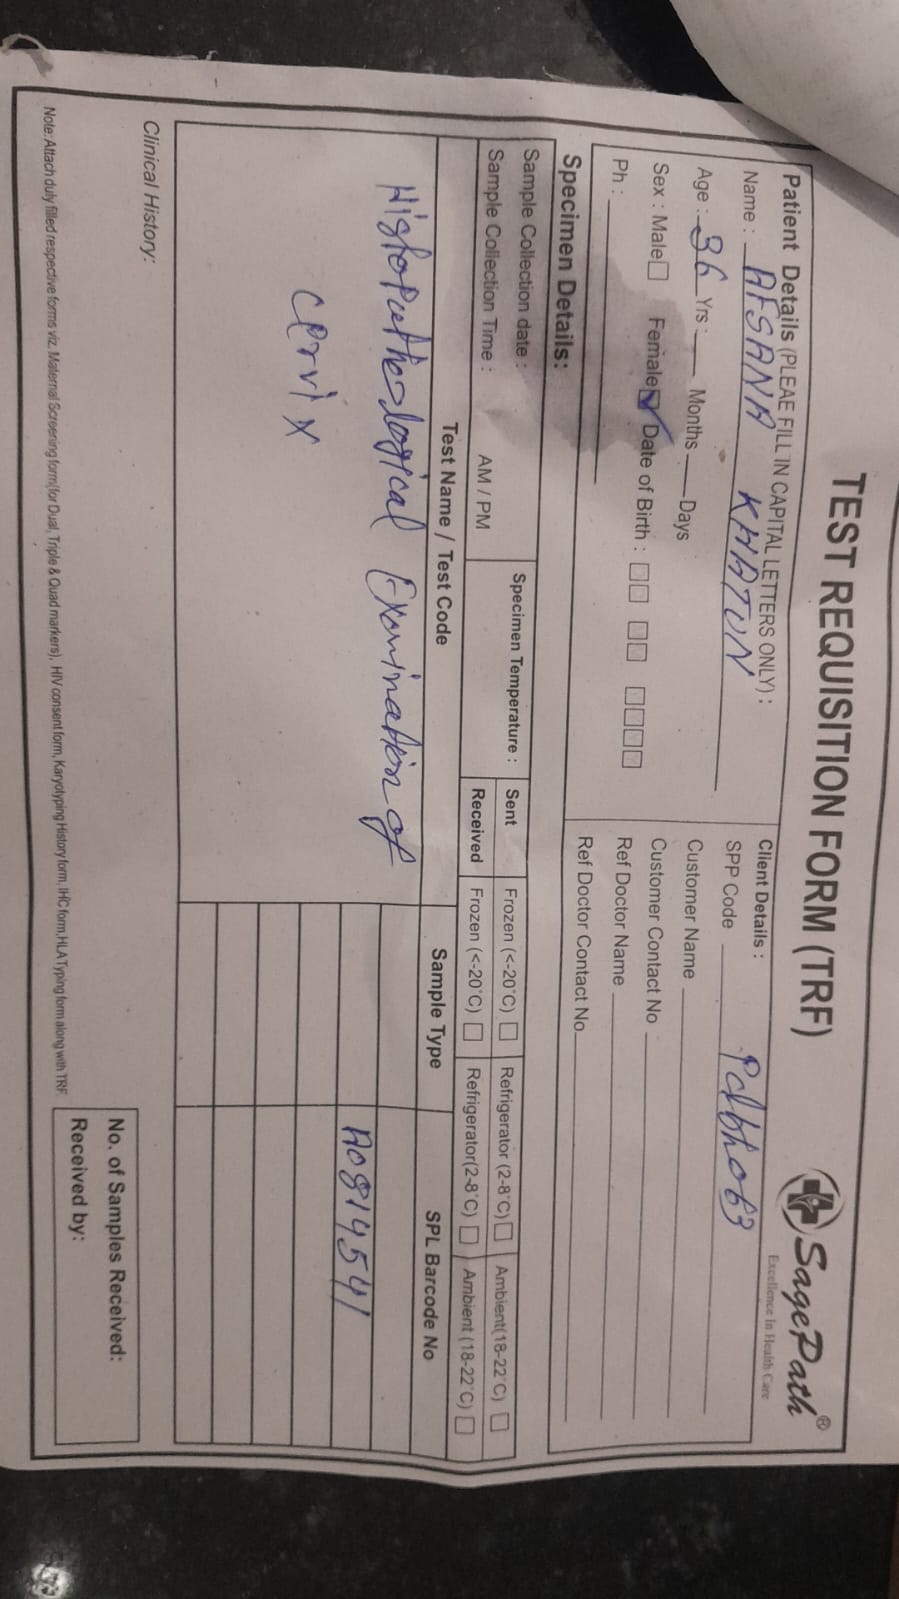 TEST REQUISITION FORM (TRF)
SagePath®
Excellence In Health Care
Patient Details (PLEAE FILL IN CAPITAL LETTERS ONLY) :
Name : AFSANA KHATUN
Age : 36 Yrs : Months Days
Sex : Male Female Date of Birth :
Ph :
Client Details :
SPP Code
Customer Name
Customer Contact No
Ref Doctor Name
Ref Doctor Contact No
Specimen Details:
Sample Collection date :
Sample Collection Time : AM / PM
Specimen Temperature :
Sent Frozen (<-20°C) Refrigerator (2-8°C) Ambient(18-22°C)
Received Frozen (<-20°C) Refrigerator(2-8°C) Ambient (18-22°C)
Test Name / Test Code Sample Type SPL Barcode No
Histopathological Examination of
Cervix
A0814541
Clinical History:
No. of Samples Received:
Received by:
Note:Attach duly filled respective forms viz. Maternal Screening form(for Dual, Triple & Quad markers), HIV consent form, Karyotyping History form, IHC form, HLA Typing form along with TRF.